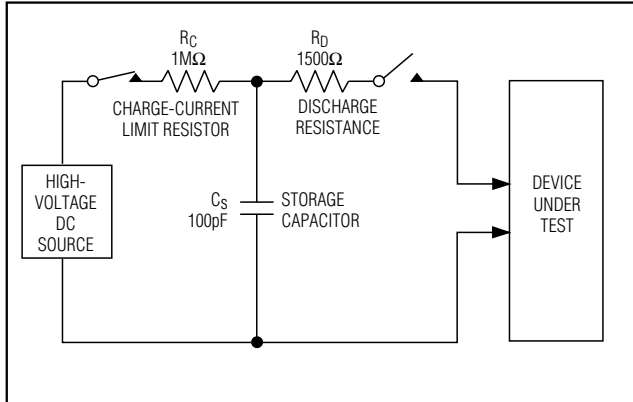 RC
1MΩ
CHARGE-CURRENT
LIMIT RESISTOR
RD
1500Ω
DISCHARGE
RESISTANCE
HIGH-
VOLTAGE
DC
SOURCE
CS
100pF
STORAGE
CAPACITOR
DEVICE
UNDER
TEST